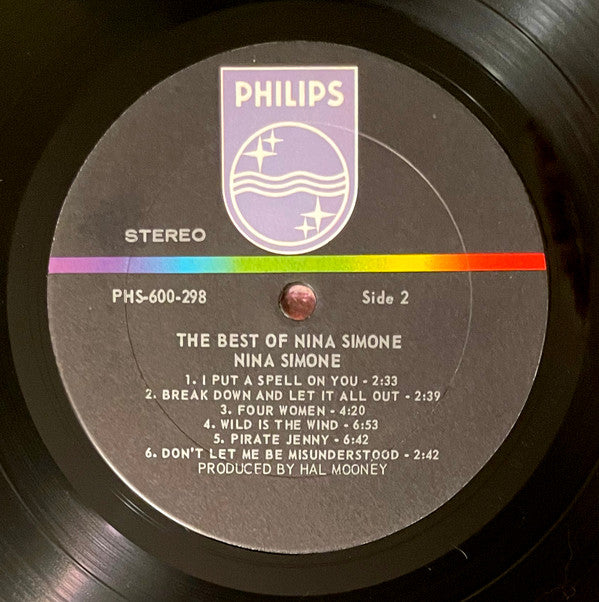 PHILIPS
STEREO
PHS-600-298 Side 2
THE BEST OF NINA SIMONE
NINA SIMONE
1. I PUT A SPELL ON YOU - 2:33
2. BREAK DOWN AND LET IT ALL OUT - 2:39
3. FOUR WOMEN - 4:20
4. WILD IS THE WIND - 6:53
5. PIRATE JENNY - 6:42
6. DON'T LET ME BE MISUNDERSTOOD - 2:42
PRODUCED BY HAL MOONEY